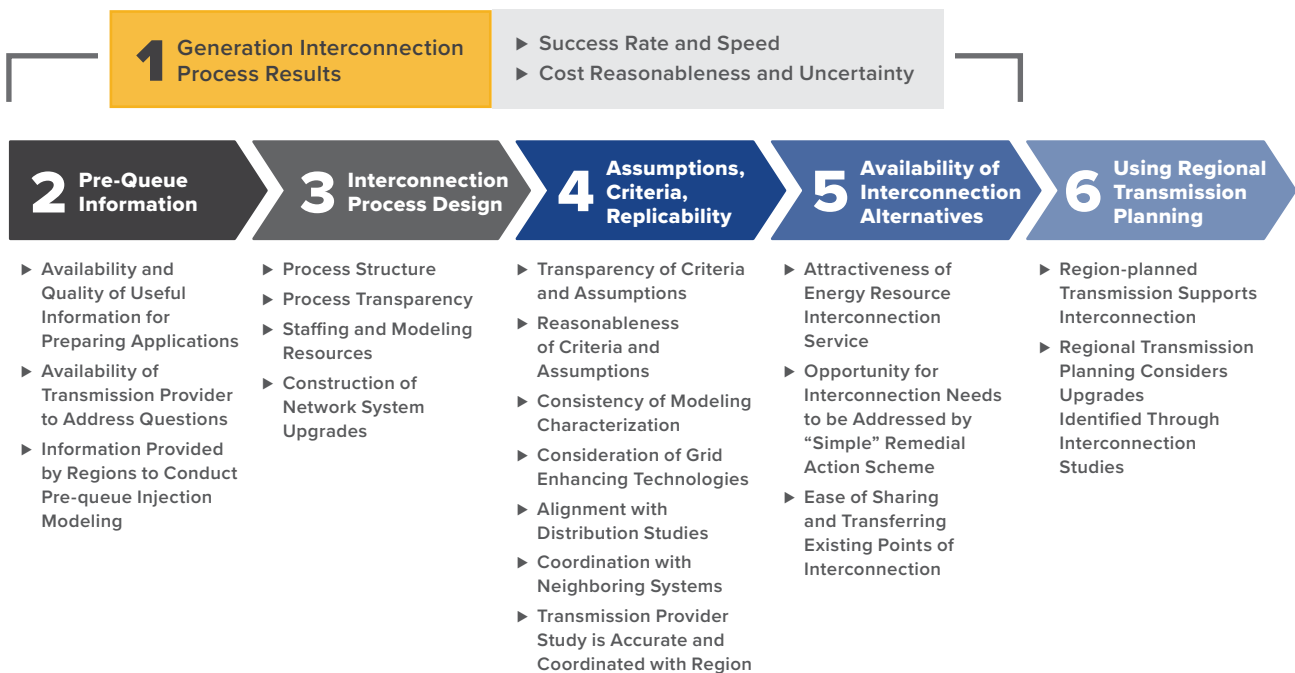 1 Generation Interconnection
Process Results
▶ Success Rate and Speed
▶ Cost Reasonableness and Uncertainty
2 Pre-Queue
Information
▶ Availability and
Quality of Useful
Information for
Preparing Applications
▶ Availability of
Transmission Provider
to Address Questions
▶ Information Provided
by Regions to Conduct
Pre-queue Injection
Modeling
3 Interconnection
Process Design
▶ Process Structure
▶ Process Transparency
▶ Staffing and Modeling
Resources
▶ Construction of
Network System
Upgrades
4 Assumptions,
Criteria,
Replicability
▶ Transparency of Criteria
and Assumptions
▶ Reasonableness
of Criteria and
Assumptions
▶ Consistency of Modeling
Characterization
▶ Consideration of Grid
Enhancing Technologies
▶ Alignment with
Distribution Studies
▶ Coordination with
Neighboring Systems
▶ Transmission Provider
Study is Accurate and
Coordinated with Region
5 Availability of
Interconnection
Alternatives
▶ Attractiveness of
Energy Resource
Interconnection
Service
▶ Opportunity for
Interconnection Needs
to be Addressed by
“Simple” Remedial
Action Scheme
▶ Ease of Sharing
and Transferring
Existing Points of
Interconnection
6 Using Regional
Transmission
Planning
▶ Region-planned
Transmission Supports
Interconnection
▶ Regional Transmission
Planning Considers
Upgrades
Identified Through
Interconnection
Studies